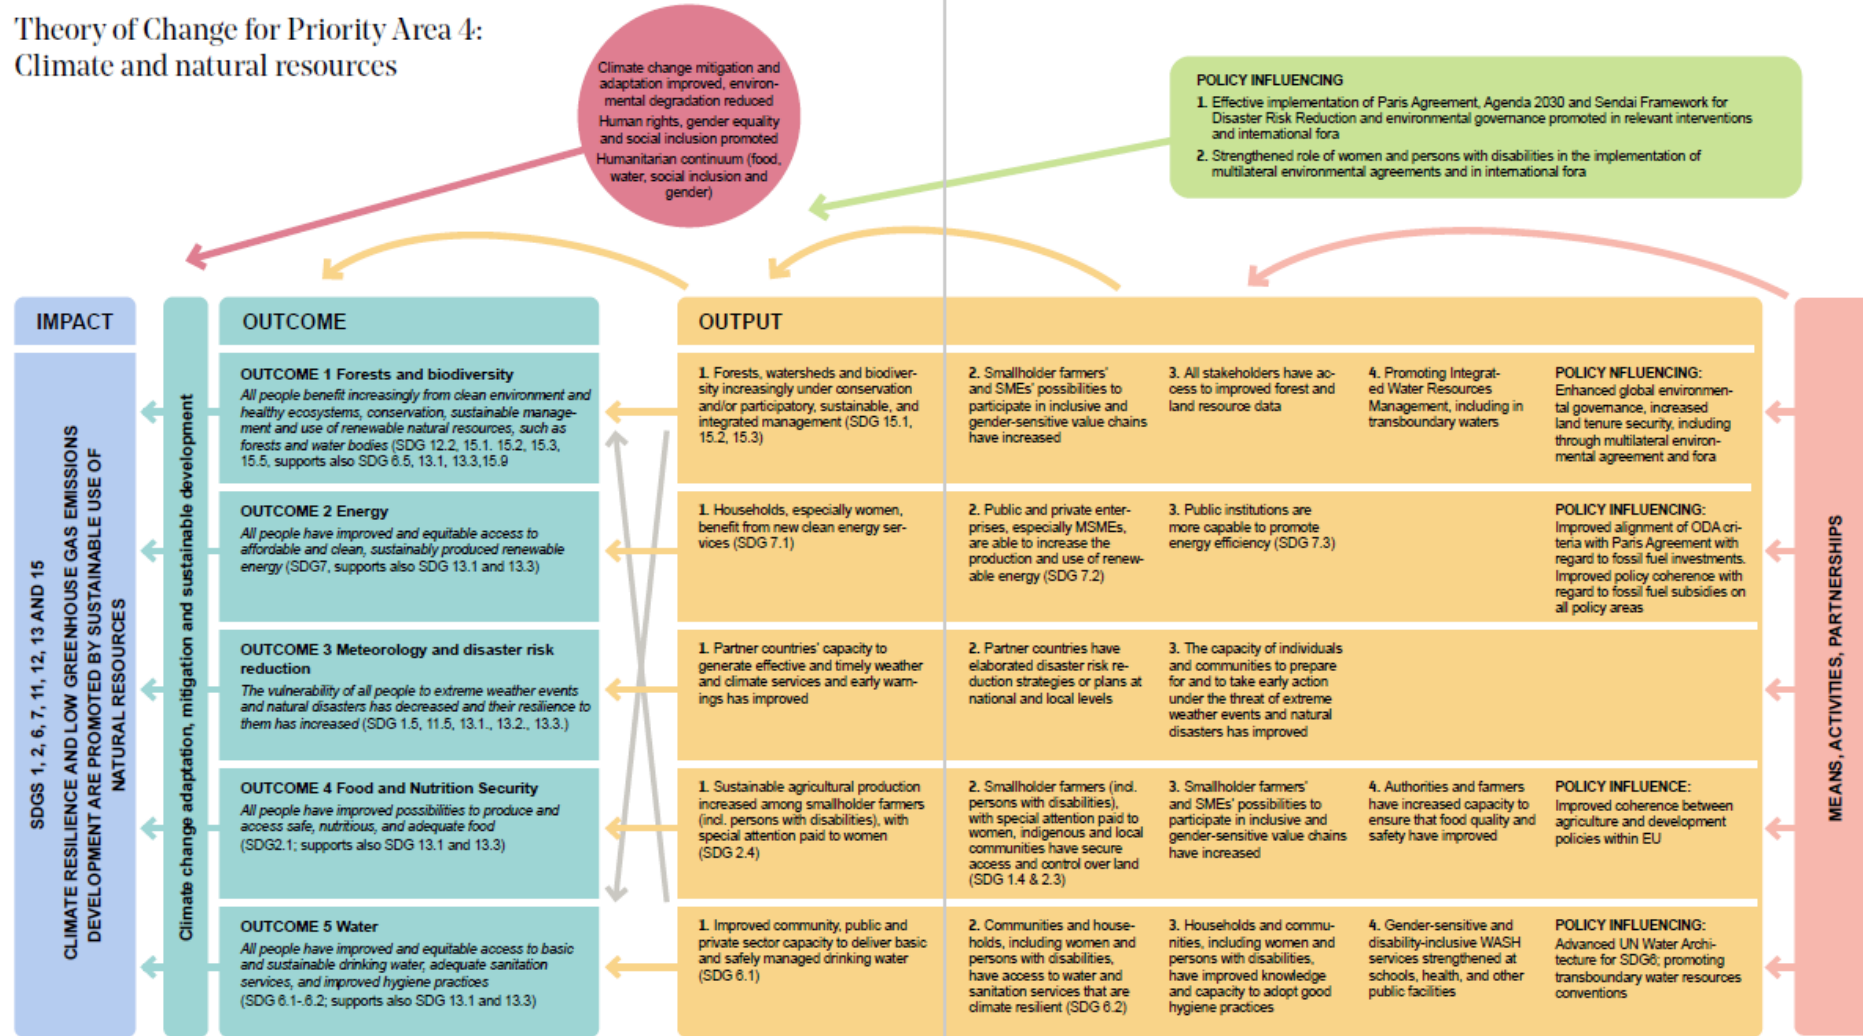 Theory of Change for Priority Area 4:
Climate and natural resources
Climate change mitigation and
adaptation improved, environ-
mental degradation reduced
Human rights, gender equality
and social inclusion promoted
Humanitarian continuum (food,
water, social inclusion and
gender)
POLICY INFLUENCING
1. Effective implementation of Paris Agreement, Agenda 2030 and Sendai Framework for
Disaster Risk Reduction and environmental governance promoted in relevant interventions
and international fora
2. Strengthened role of women and persons with disabilities in the implementation of
multilateral environmental agreements and in international fora
IMPACT
SDGS 1, 2, 6, 7, 11, 12, 13 AND 15
CLIMATE RESILIENCE AND LOW GREENHOUSE GAS EMISSIONS
DEVELOPMENT ARE PROMOTED BY SUSTAINABLE USE OF
NATURAL RESOURCES
Climate change adaptation, mitigation and sustainable development
OUTCOME
OUTPUT
OUTCOME 1 Forests and biodiversity
All people benefit increasingly from clean environment and
healthy ecosystems, conservation, sustainable manage-
ment and use of renewable natural resources, such as
forests and water bodies (SDG 12.2, 15.1. 15.2, 15.3,
15.5, supports also SDG 6.5, 13.1, 13.3,15.9
1. Forests, watersheds and biodiver-
sity increasingly under conservation
and/or participatory, sustainable, and
integrated management (SDG 15.1,
15.2, 15.3)
2. Smallholder farmers'
and SMEs' possibilities to
participate in inclusive and
gender-sensitive value chains
have increased
3. All stakeholders have ac-
cess to improved forest and
land resource data
4. Promoting Integrat-
ed Water Resources
Management, including in
transboundary waters
POLICY NFLUENCING:
Enhanced global environmen-
tal governance, increased
land tenure security, including
through multilateral environ-
mental agreement and fora
OUTCOME 2 Energy
All people have improved and equitable access to
affordable and clean, sustainably produced renewable
energy (SDG7, supports also SDG 13.1 and 13.3)
1. Households, especially women,
benefit from new clean energy ser-
vices (SDG 7.1)
2. Public and private enter-
prises, especially MSMEs,
are able to increase the
production and use of renew-
able energy (SDG 7.2)
3. Public institutions are
more capable to promote
energy efficiency (SDG 7.3)
POLICY INFLUENCING:
Improved alignment of ODA cri-
teria with Paris Agreement with
regard to fossil fuel investments.
Improved policy coherence with
regard to fossil fuel subsidies on
all policy areas
OUTCOME 3 Meteorology and disaster risk
reduction
The vulnerability of all people to extreme weather events
and natural disasters has decreased and their resilience to
them has increased (SDG 1.5, 11.5, 13.1., 13.2., 13.3.)
1. Partner countries' capacity to
generate effective and timely weather
and climate services and early warn-
ings has improved
2. Partner countries have
elaborated disaster risk re-
duction strategies or plans at
national and local levels
3. The capacity of individuals
and communities to prepare
for and to take early action
under the threat of extreme
weather events and natural
disasters has improved
OUTCOME 4 Food and Nutrition Security
All people have improved possibilities to produce and
access safe, nutritious, and adequate food
(SDG2.1; supports also SDG 13.1 and 13.3)
1. Sustainable agricultural production
increased among smallholder farmers
(incl. persons with disabilities), with
special attention paid to women
(SDG 2.4)
2. Smallholder farmers (incl.
persons with disabilities),
with special attention paid to
women, indigenous and local
communities have secure
access and control over land
(SDG 1.4 & 2.3)
3. Smallholder farmers'
and SMEs' possibilities to
participate in inclusive and
gender-sensitive value chains
have increased
4. Authorities and farmers
have increased capacity to
ensure that food quality and
safety have improved
POLICY INFLUENCE:
Improved coherence between
agriculture and development
policies within EU
OUTCOME 5 Water
All people have improved and equitable access to basic
and sustainable drinking water, adequate sanitation
services, and improved hygiene practices
(SDG 6.1-.6.2; supports also SDG 13.1 and 13.3)
1. Improved community, public and
private sector capacity to deliver basic
and safely managed drinking water
(SDG 6.1)
2. Communities and house-
holds, including women and
persons with disabilities,
have access to water and
sanitation services that are
climate resilient (SDG 6.2)
3. Households and commu-
nities, including women and
persons with disabilities,
have improved knowledge
and capacity to adopt good
hygiene practices
4. Gender-sensitive and
disability-inclusive WASH
services strengthened at
schools, health, and other
public facilities
POLICY INFLUENCING:
Advanced UN Water Archi-
tecture for SDG6; promoting
transboundary water resources
conventions
MEANS, ACTIVITIES, PARTNERSHIPS